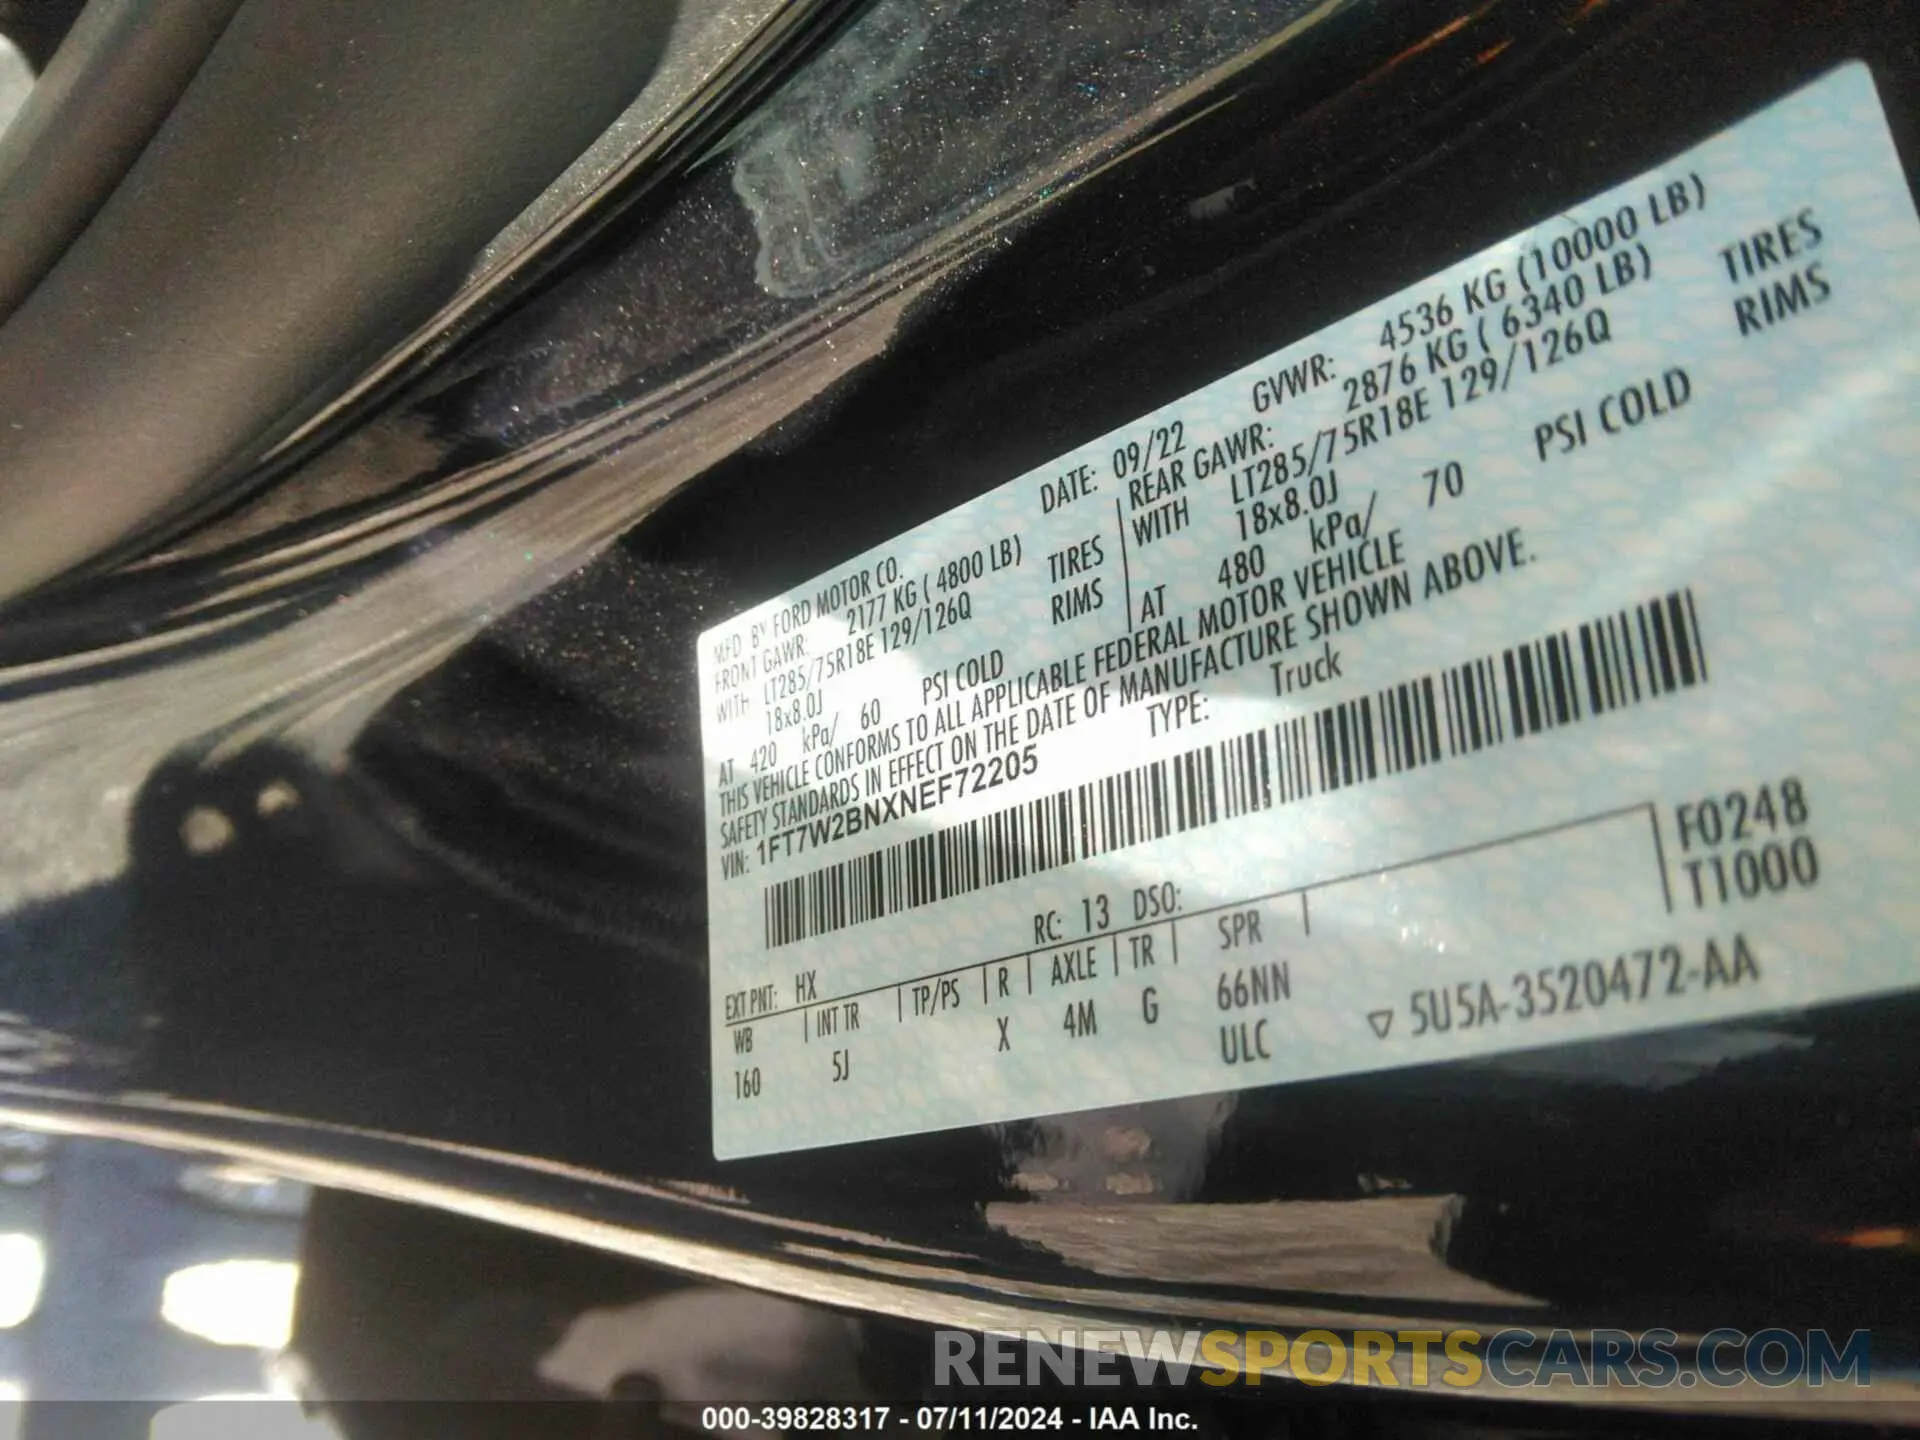 MFD BY FORD MOTOR CO.
DATE: 09/22
GVWR: 4536 KG (10000 LB)
FRONT GAWR: 2177 KG ( 4800 LB)
REAR GAWR: 2876 KG ( 6340 LB)
WITH LT285/75R18E 129/126Q TIRES
WITH LT285/75R18E 129/126Q TIRES
18x8.0J RIMS
18x8.0J RIMS
AT 420 kPa/ 60 PSI COLD
AT 480 kPa/ 70 PSI COLD
THIS VEHICLE CONFORMS TO ALL APPLICABLE FEDERAL MOTOR VEHICLE
SAFETY STANDARDS IN EFFECT ON THE DATE OF MANUFACTURE SHOWN ABOVE.
VIN: 1FT7W2BNXNEF72205
TYPE: Truck
F0248
T1000
EXT PNT: HX RC: 13 DSO:
WB | INT TR | TP/PS | R | AXLE | TR | SPR |
160 5J X 4M G 66NN
ULC
▽ 5U5A-3520472-AA
RENEWSPORTSCARS.COM
000-39828317 - 07/11/2024 - IAA Inc.